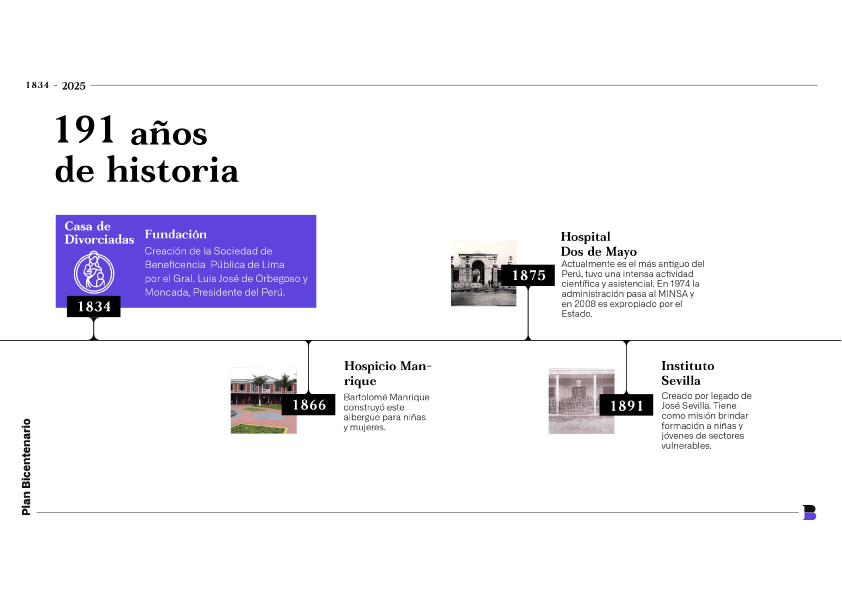 1834 - 2025
191 años
de historia
Casa de
Divorciadas
Fundación
Creación de la Sociedad de
Beneficencia Pública de Lima
por el Gral. Luis José de Orbegoso y
Moncada, Presidente del Perú.
1834
Hospital
Dos de Mayo
Actualmente es el más antiguo del
Perú, tuvo una intensa actividad
científica y asistencial. En 1974 la
administración pasa al MINSA y
en 2008 es expropiado por el
Estado.
1875
Hospicio Man-
rique
Bartolomé Manrique
construyó este
albergue para niñas
y mujeres.
1866
Instituto
Sevilla
Creado por legado de
José Sevilla. Tiene
como misión brindar
formación a niñas y
jóvenes de sectores
vulnerables.
1891
Plan Bicentenario
B